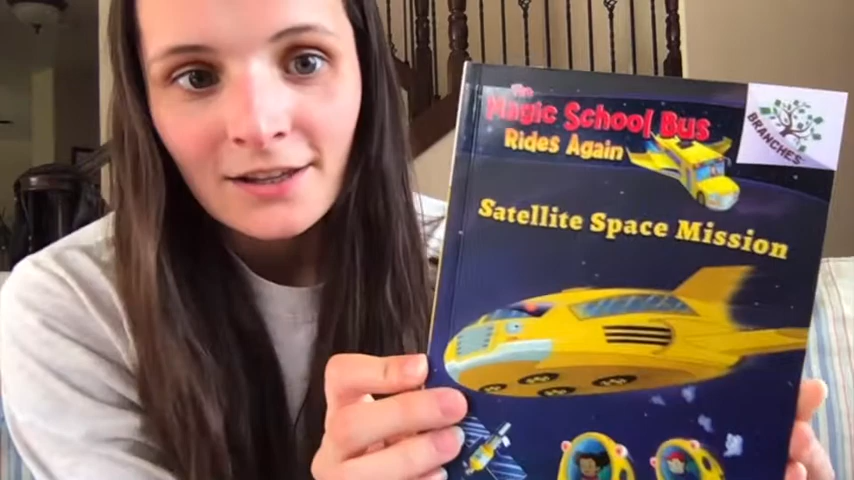 The
Magic School Bus
Rides Again
BRANCHES
Satellite Space Mission